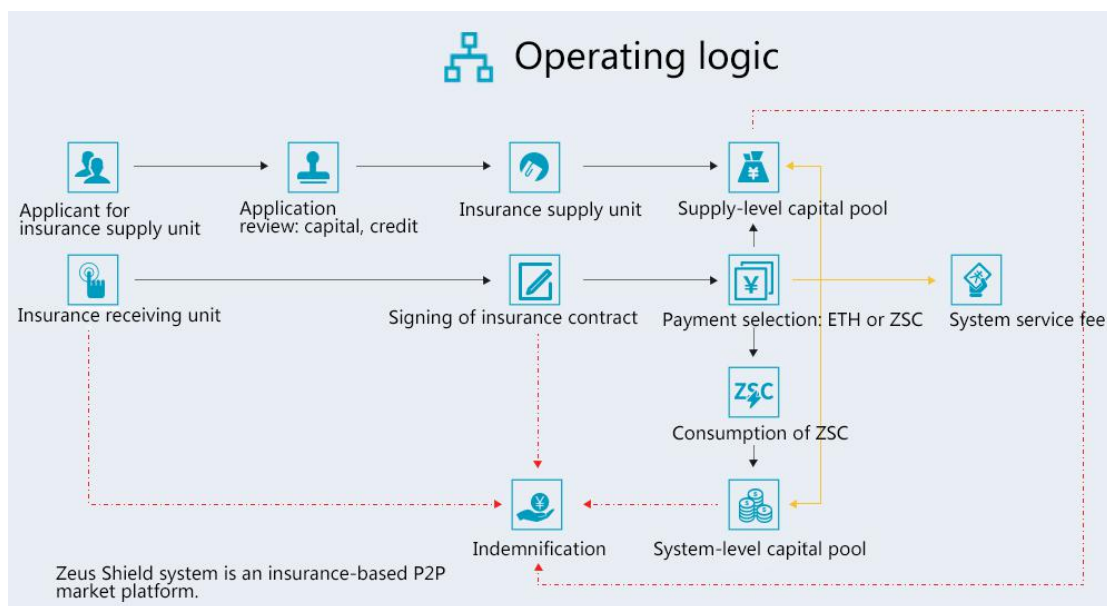 Operating logic
Applicant for
insurance supply unit
Application
review: capital, credit
Insurance supply unit
Supply-level capital pool
Insurance receiving unit
Signing of insurance contract
¥
Payment selection: ETH or ZSC
System service fee
ZSC
Consumption of ZSC
Indemnification
System-level capital pool
Zeus Shield system is an insurance-based P2P
market platform.